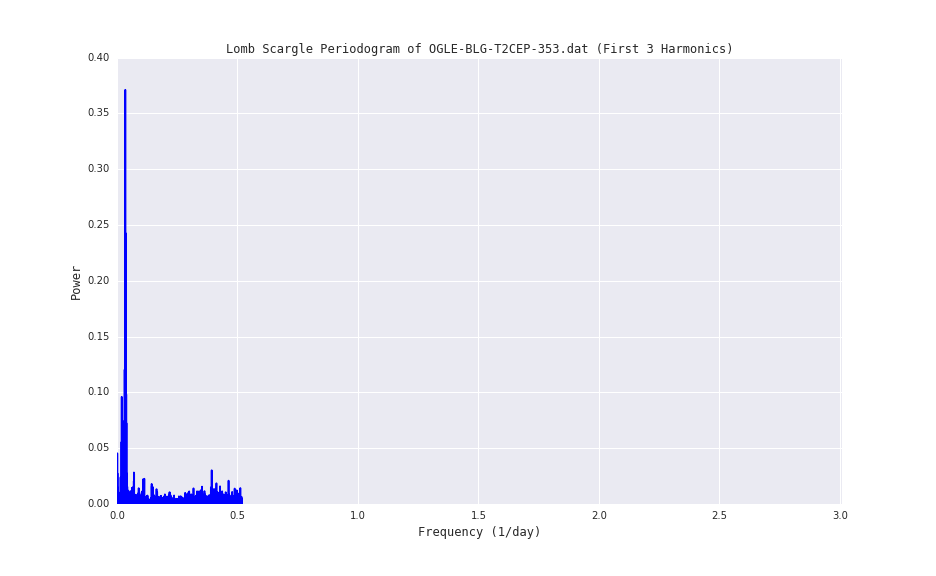 Lomb Scargle Periodogram of OGLE-BLG-T2CEP-353.dat (First 3 Harmonics)
0.40
0.35
0.30
0.25
0.20
0.15
0.10
0.05
0.00
Power
0.0 0.5 1.0 1.5 2.0 2.5 3.0
Frequency (1/day)